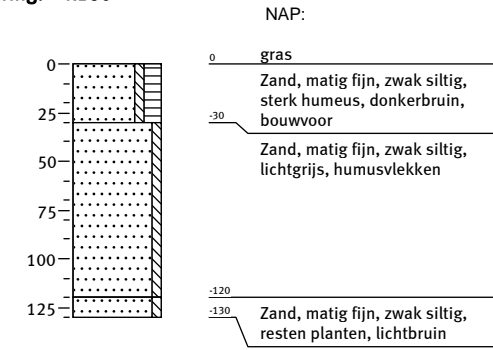 NAP:
0 gras
0
Zand, matig fijn, zwak siltig,
sterk humeus, donkerbruin,
bouwvoor
25
-30
Zand, matig fijn, zwak siltig,
lichtgrijs, humusvlekken
50
75
100
-120
125
-130
Zand, matig fijn, zwak siltig,
resten planten, lichtbruin